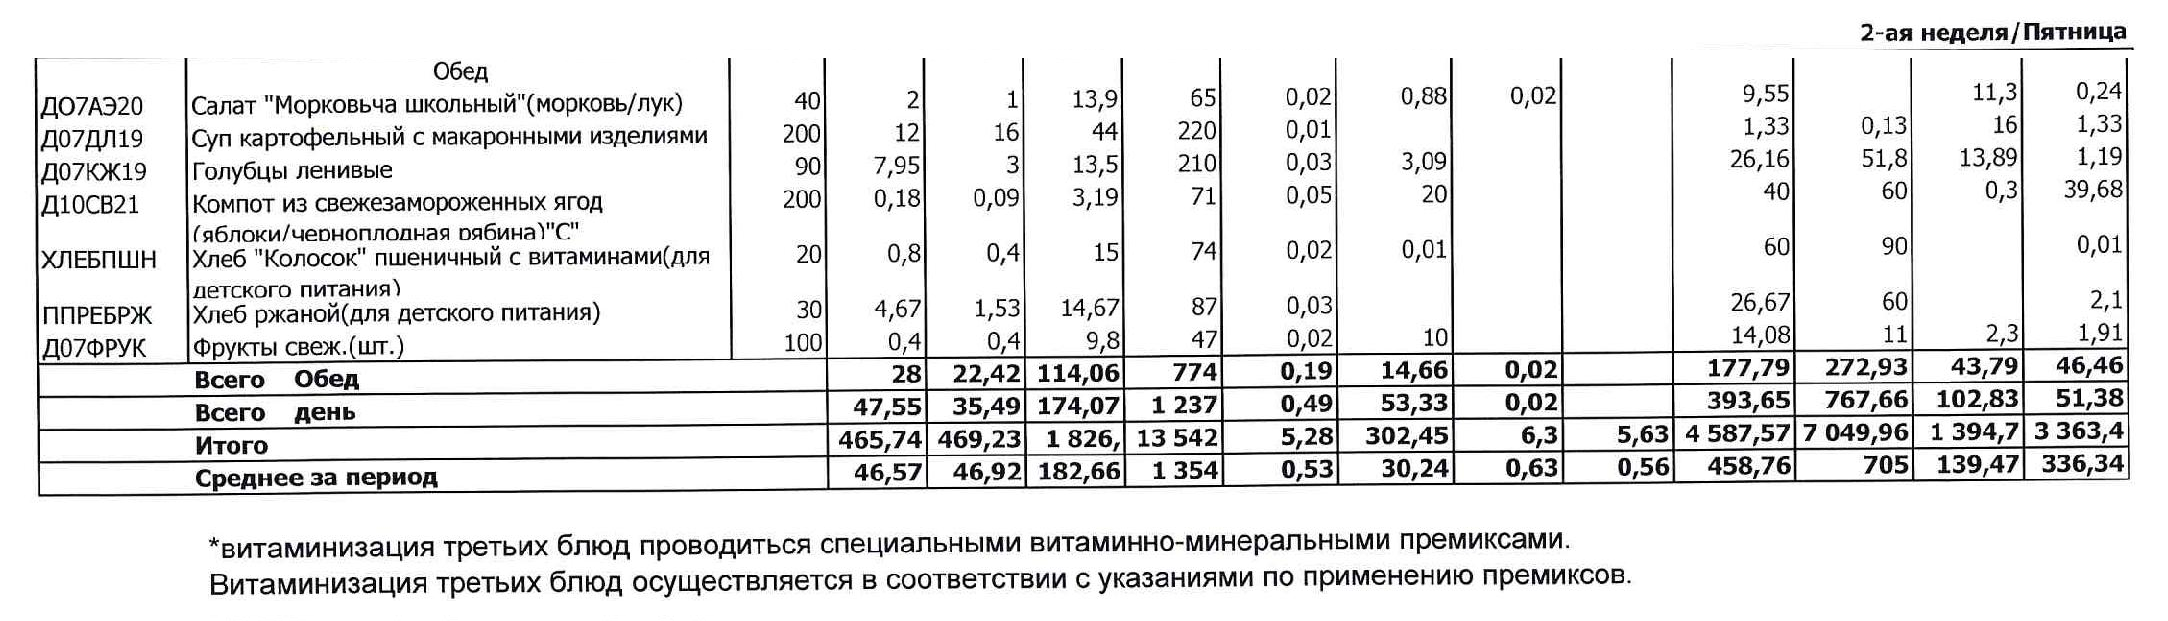 2-ая неделя/Пятница
Обед
ДО7АЭ20 Салат "Морковьча школьный"(морковь/лук) 40 2 1 13,9 65 0,02 0,88 0,02 9,55 11,3 0,24
Д07ДЛ19 Суп картофельный с макаронными изделиями 200 12 16 44 220 0,01 1,33 0,13 16 1,33
Д07КЖ19 Голубцы ленивые 90 7,95 3 13,5 210 0,03 3,09 26,16 51,8 13,89 1,19
Д10СВ21 Компот из свежезамороженных ягод 200 0,18 0,09 3,19 71 0,05 20 40 60 0,3 39,68
(яблоки/черноплодная рябина)"С"
ХЛЕБПШН Хлеб "Колосок" пшеничный с витаминами(для 20 0,8 0,4 15 74 0,02 0,01 60 90 0,01
детского питания)
ППРЕБРЖ Хлеб ржаной(для детского питания) 30 4,67 1,53 14,67 87 0,03 26,67 60 2,1
Д07ФРУК Фрукты свеж.(шт.) 100 0,4 0,4 9,8 47 0,02 10 14,08 11 2,3 1,91
Всего Обед 28 22,42 114,06 774 0,19 14,66 0,02 177,79 272,93 43,79 46,46
Всего день 47,55 35,49 174,07 1 237 0,49 53,33 0,02 393,65 767,66 102,83 51,38
Итого 465,74 469,23 1 826, 13 542 5,28 302,45 6,3 5,63 4 587,57 7 049,96 1 394,7 3 363,4
Среднее за период 46,57 46,92 182,66 1 354 0,53 30,24 0,63 0,56 458,76 705 139,47 336,34
*витаминизация третьих блюд проводиться специальными витаминно-минеральными премиксами.
Витаминизация третьих блюд осуществляется в соответствии с указаниями по применению премиксов.